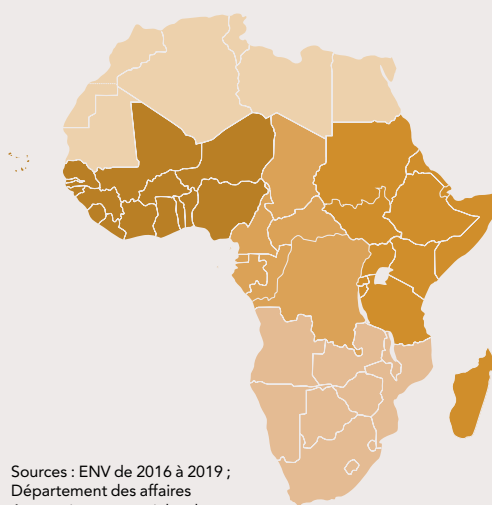 Sources : ENV de 2016 à 2019 ;
Département des affaires